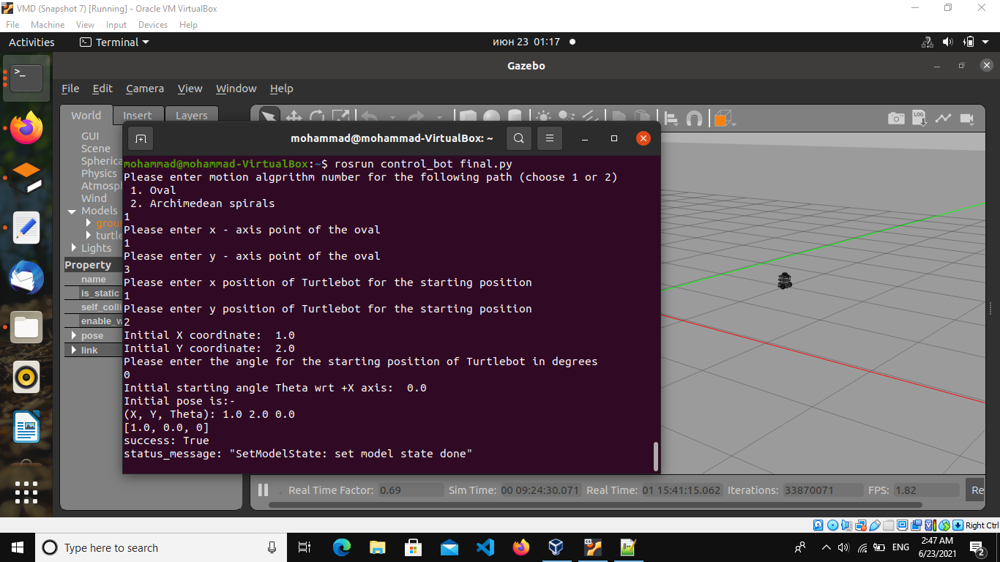 VMD (Snapshot 7) [Running] - Oracle VM VirtualBox
File Machine View Input Devices Help
Activities Terminal июн 23 01:17
Gazebo
File Edit Camera View Window Help
World Insert Layers
LOG
GUI
Scene
Spherica
Physics
Atmosph
Wind
Models
groun
turtle
Lights
Property
name
is_static
self_colli
enable_w
pose
link
mohammad@mohammad-VirtualBox: ~
mohammad@mohammad-VirtualBox:~$ rosrun control_bot final.py
Please enter motion algprithm number for the following path (choose 1 or 2)
1. Oval
2. Archimedean spirals
1
Please enter x - axis point of the oval
1
Please enter y - axis point of the oval
3
Please enter x position of Turtlebot for the starting position
1
Please enter y position of Turtlebot for the starting position
2
Initial X coordinate:  1.0
Initial Y coordinate:  2.0
Please enter the angle for the starting position of Turtlebot in degrees
0
Initial starting angle Theta wrt +X axis:  0.0
Initial pose is:-
(X, Y, Theta): 1.0 2.0 0.0
[1.0, 0.0, 0]
success: True
status_message: "SetModelState: set model state done"
Real Time Factor: 0.69 Sim Time: 00 09:24:30.071 Real Time: 01 15:41:15.062 Iterations: 33870071 FPS: 1.82 Re
Right Ctrl
Type here to search
ENG
2:47 AM
6/23/2021
2